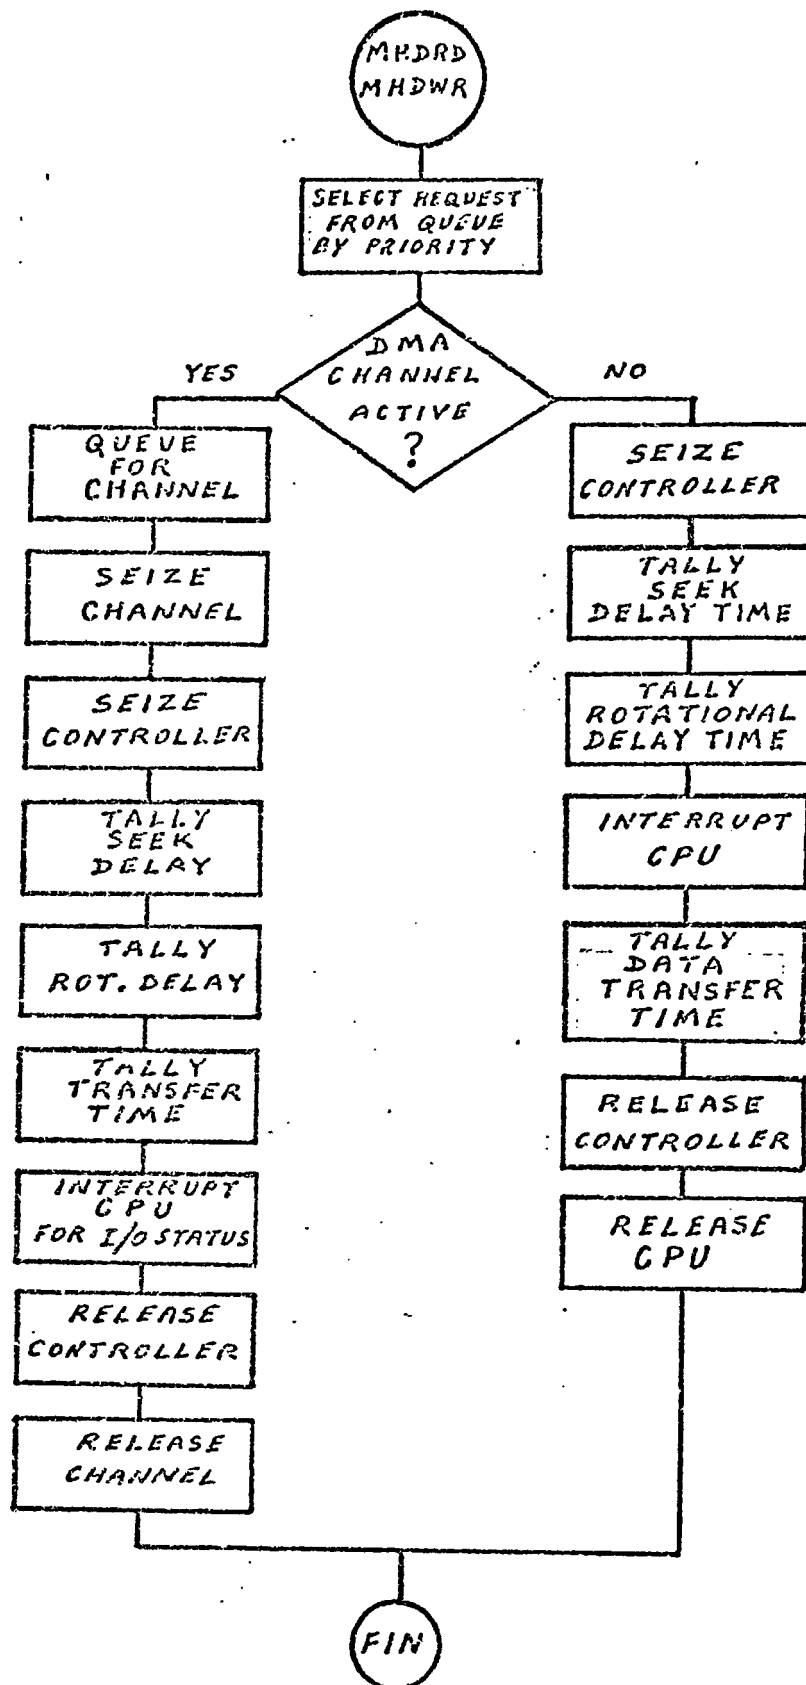 MHDRD
MHDWR
SELECT REQUEST
FROM QUEUE
BY PRIORITY
DMA
CHANNEL
ACTIVE
?
YES
QUEUE
FOR
CHANNEL
SEIZE
CHANNEL
SEIZE
CONTROLLER
TALLY
SEEK
DELAY
TALLY
ROT. DELAY
TALLY
TRANSFER
TIME
INTERRUPT
CPU
FOR I/O STATUS
RELEASE
CONTROLLER
RELEASE
CHANNEL
NO
SEIZE
CONTROLLER
TALLY
SEEK
DELAY TIME
TALLY
ROTATIONAL
DELAY TIME
INTERRUPT
CPU
TALLY
DATA
TRANSFER
TIME
RELEASE
CONTROLLER
RELEASE
CPU
FIN